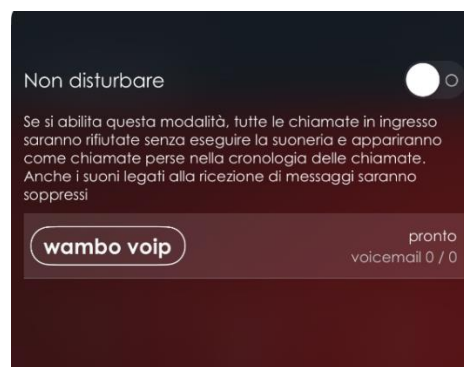 Non disturbare
Se si abilita questa modalità, tutte le chiamate in ingresso
saranno rifiutate senza eseguire la suoneria e appariranno
come chiamate perse nella cronologia delle chiamate.
Anche i suoni legati alla ricezione di messaggi saranno
soppressi
wambo voip
pronto
voicemail 0 / 0